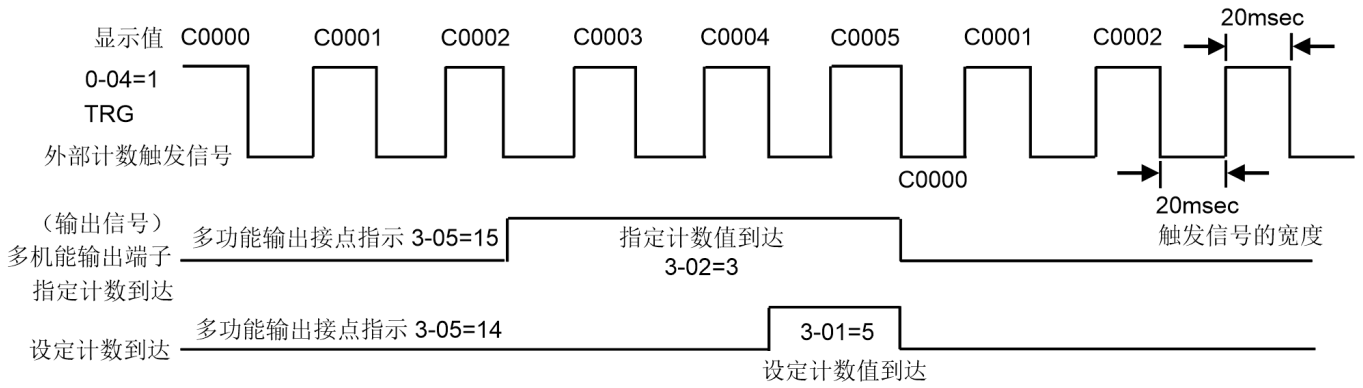 显示值 C0000 C0001 C0002 C0003 C0004 C0005 C0001 C0002
20msec
0-04=1
TRG
外部计数触发信号
C0000
20msec
触发信号的宽度
（输出信号）
多机能输出端子
指定计数到达
多功能输出接点指示 3-05=15
指定计数值到达
3-02=3
多功能输出接点指示 3-05=14
3-01=5
设定计数到达
设定计数值到达